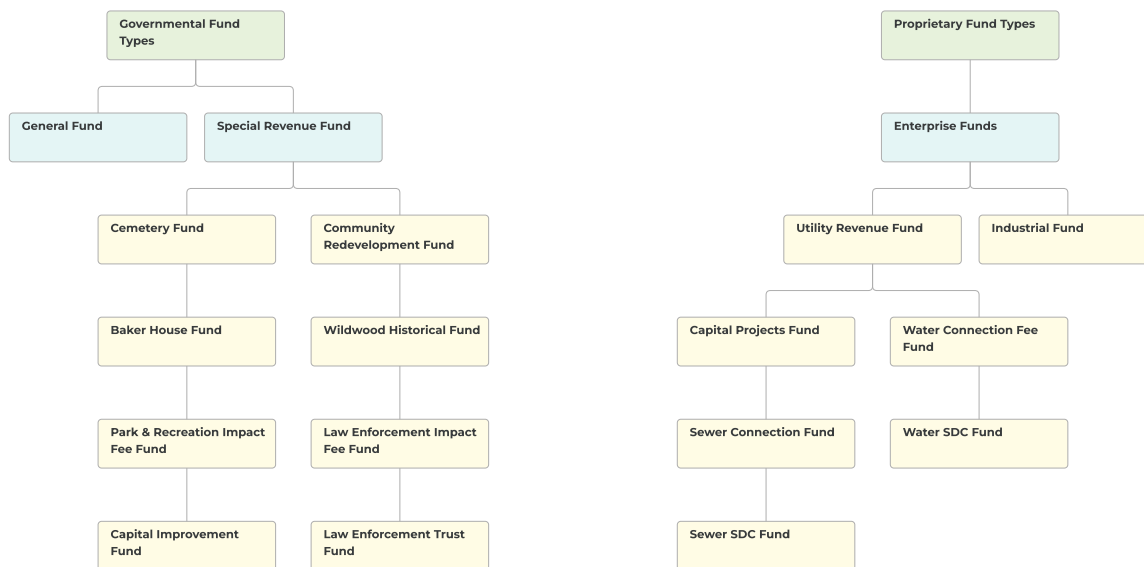 Governmental Fund
Types
Proprietary Fund Types
General Fund
Special Revenue Fund
Enterprise Funds
Cemetery Fund
Community
Redevelopment Fund
Utility Revenue Fund
Industrial Fund
Baker House Fund
Wildwood Historical Fund
Capital Projects Fund
Water Connection Fee
Fund
Park & Recreation Impact
Fee Fund
Law Enforcement Impact
Fee Fund
Sewer Connection Fund
Water SDC Fund
Capital Improvement
Fund
Law Enforcement Trust
Fund
Sewer SDC Fund